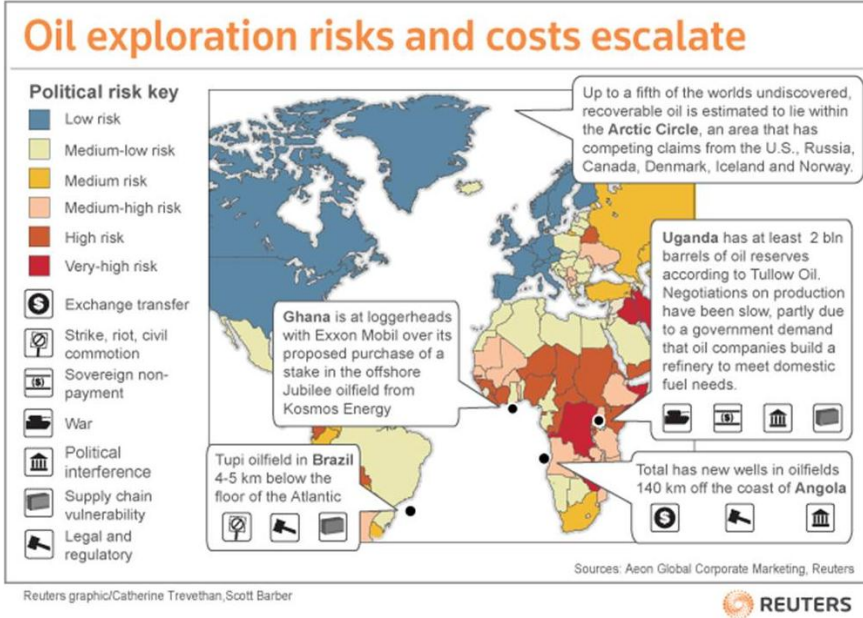 Oil exploration risks and costs escalate
Political risk key
Low risk
Medium-low risk
Medium risk
Medium-high risk
High risk
Very-high risk
Exchange transfer
Strike, riot, civil
commotion
Sovereign non-
payment
War
Political
interference
Supply chain
vulnerability
Legal and
regulatory
Up to a fifth of the worlds undiscovered,
recoverable oil is estimated to lie within
the Arctic Circle, an area that has
competing claims from the U.S., Russia,
Canada, Denmark, Iceland and Norway.
Uganda has at least 2 bln
barrels of oil reserves
according to Tullow Oil.
Negotiations on production
have been slow, partly due
to a government demand
that oil companies build a
refinery to meet domestic
fuel needs.
Ghana is at loggerheads
with Exxon Mobil over its
proposed purchase of a
stake in the offshore
Jubilee oilfield from
Kosmos Energy
Tupi oilfield in Brazil
4-5 km below the
floor of the Atlantic
Total has new wells in oilfields
140 km off the coast of Angola
Sources: Aeon Global Corporate Marketing, Reuters
Reuters graphic/Catherine Trevethan,Scott Barber
REUTERS